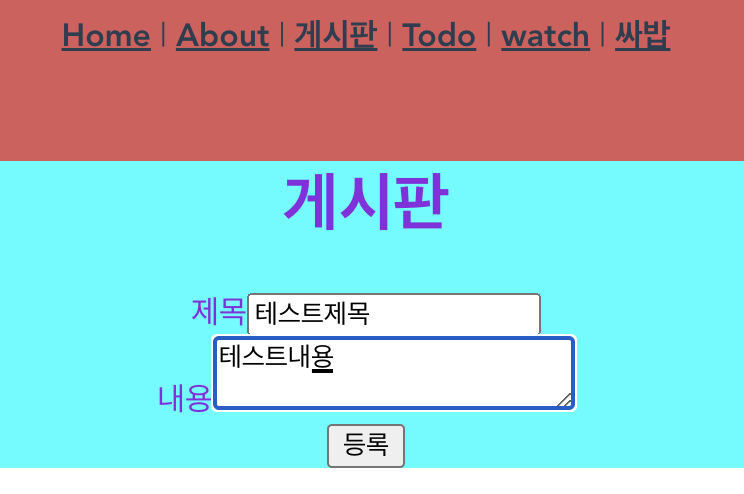 Home | About | 게시판 | Todo | watch | 싸밥
게시판
제목 테스트제목
테스트내용
내용
등록